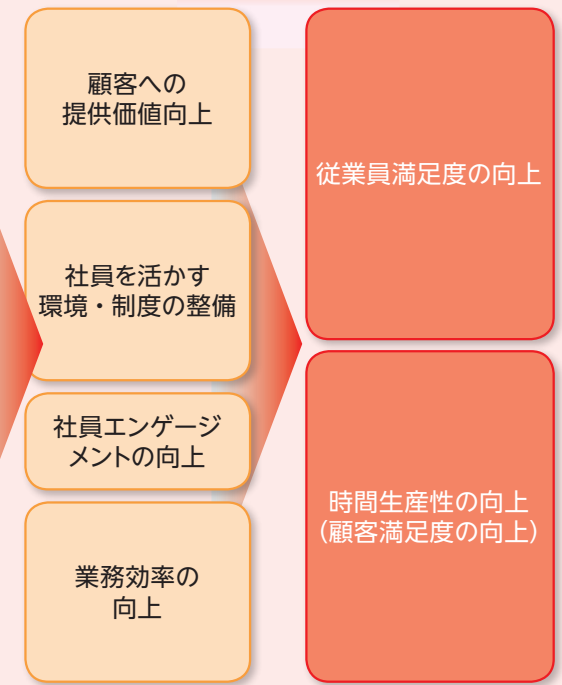 顧客への
提供価値向上
社員を活かす
環境・制度の整備
社員エンゲージ
メントの向上
業務効率の
向上
従業員満足度の向上
時間生産性の向上
（顧客満足度の向上）